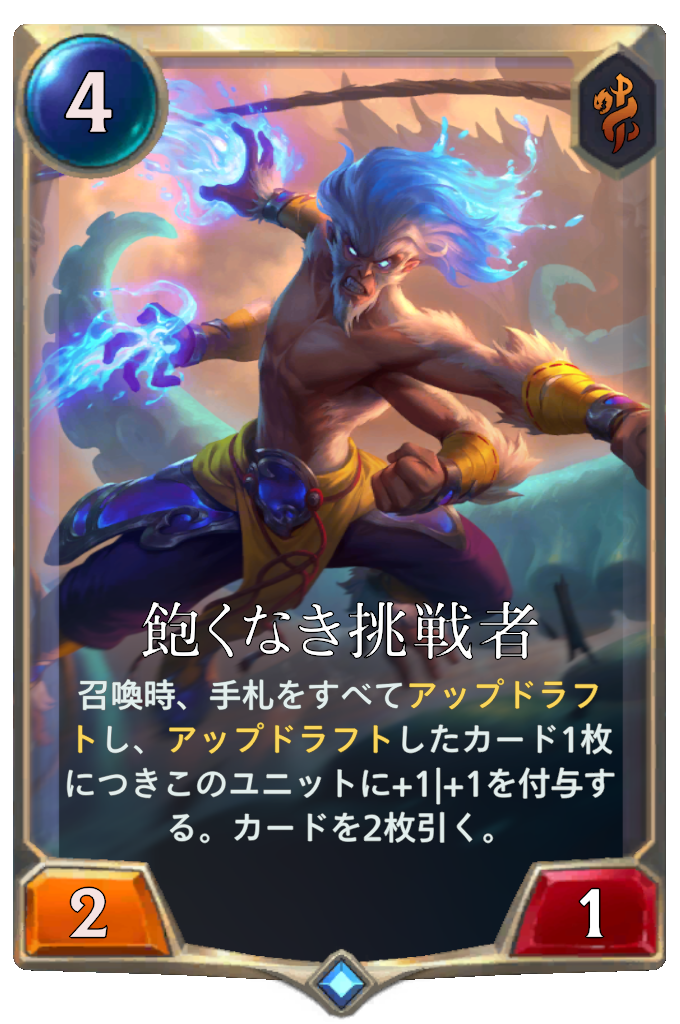 4
飽くなき挑戦者
召喚時、手札をすべてアップドラフ
トし、アップドラフトしたカード1枚
につきこのユニットに+1|+1を付与す
る。カードを2枚引く。
2
1